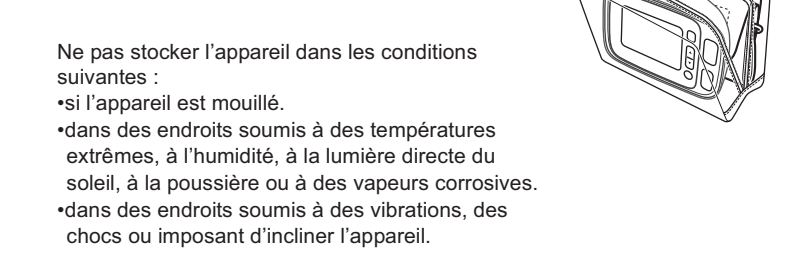 Ne pas stocker l’appareil dans les conditions
suivantes :
•si l’appareil est mouillé.
•dans des endroits soumis à des températures
extrêmes, à l’humidité, à la lumière directe du
soleil, à la poussière ou à des vapeurs corrosives.
•dans des endroits soumis à des vibrations, des
chocs ou imposant d’incliner l’appareil.